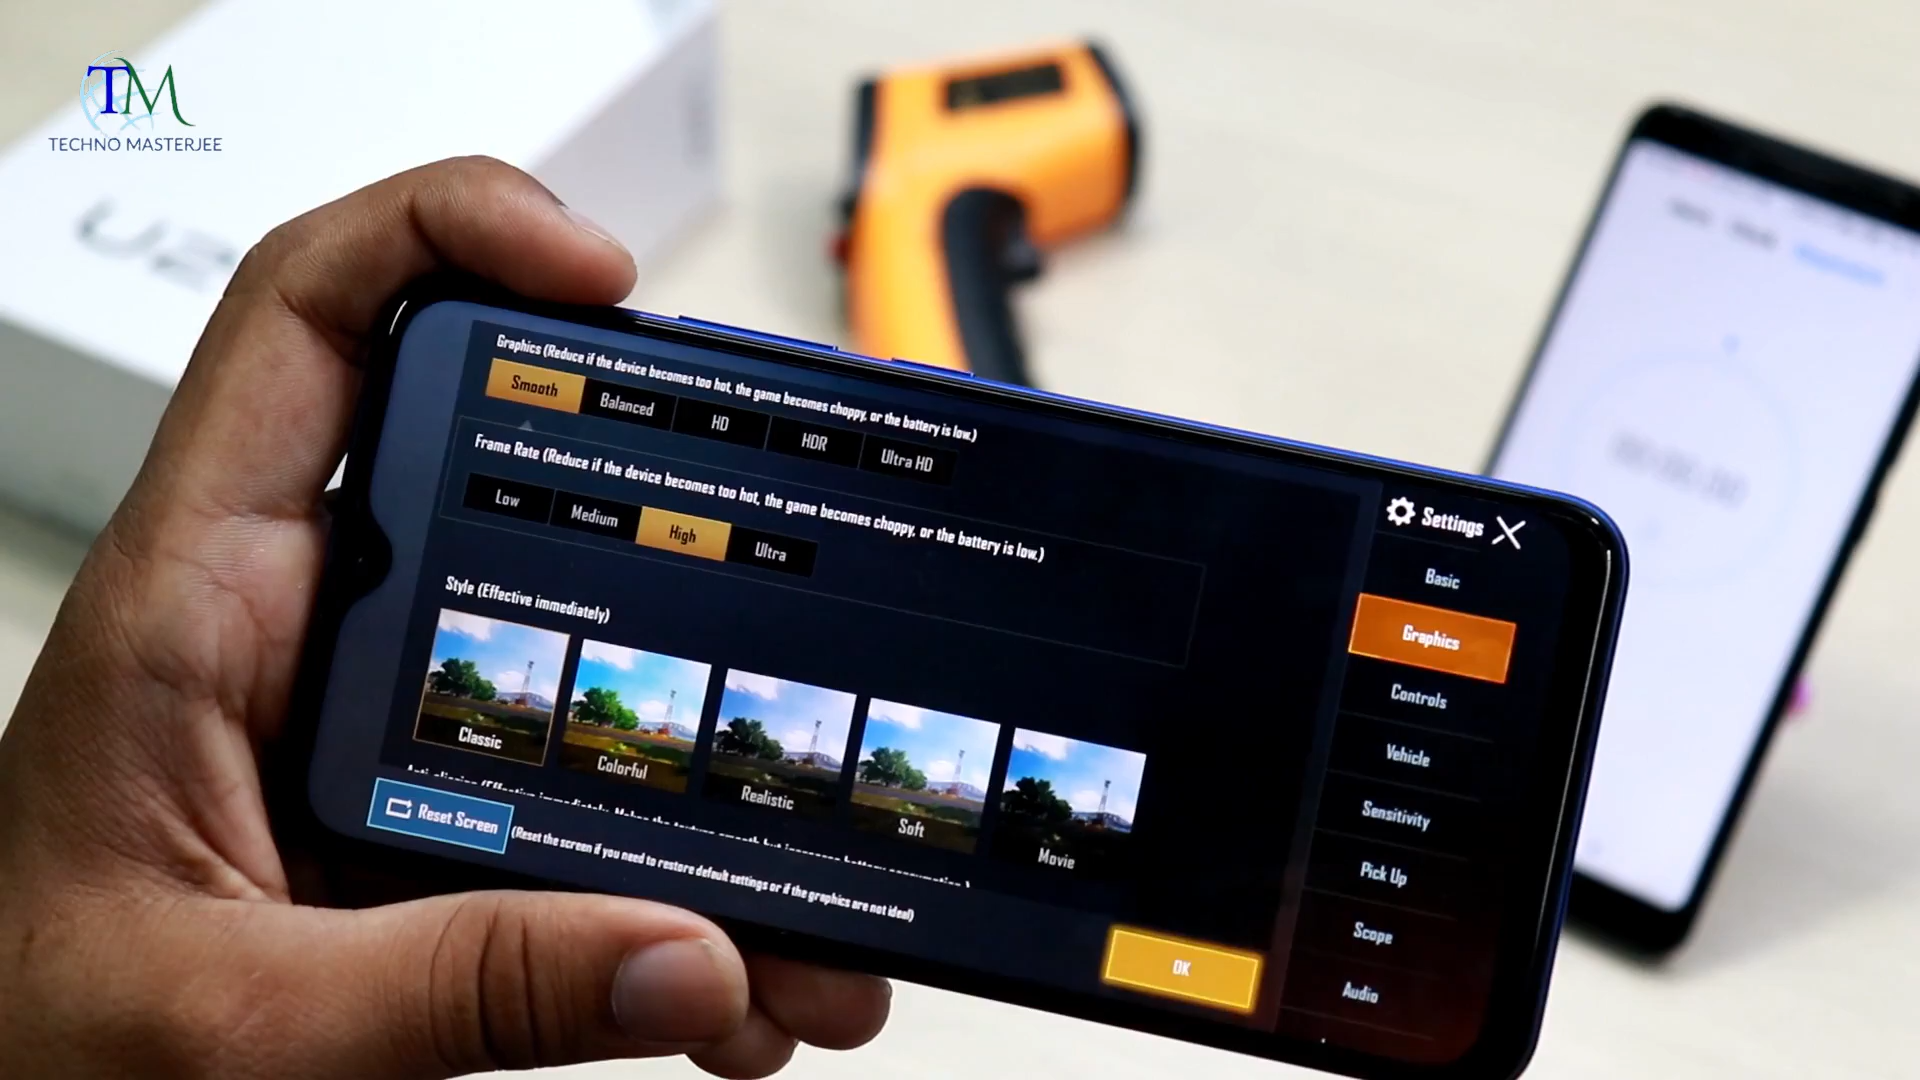 TM
TECHNO MASTERJEE
U2
Graphics (Reduce if the device becomes too hot, the game becomes choppy, or the battery is low.)
Smooth Balanced HD HDR Ultra HD
Frame Rate (Reduce if the device becomes too hot, the game becomes choppy, or the battery is low.)
Low Medium High Ultra
Style (Effective immediately)
Classic Colorful Realistic Soft Movie
Reset Screen
(Reset the screen if you need to restore default settings or if the graphics are not ideal)
OK
Settings
Basic
Graphics
Controls
Vehicle
Sensitivity
Pick Up
Scope
Audio